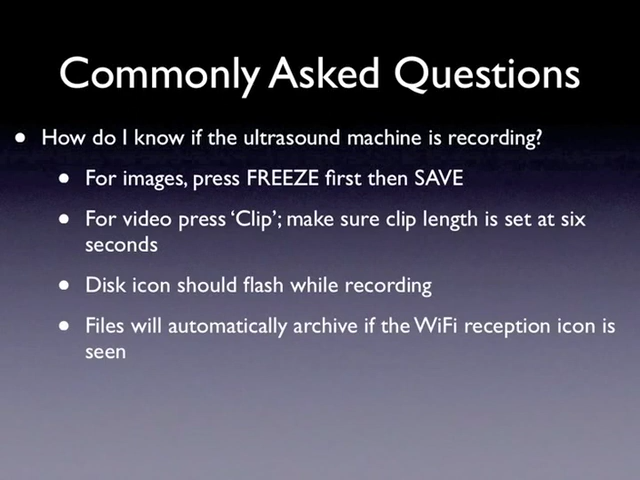 Commonly Asked Questions
• How do I know if the ultrasound machine is recording?
• For images, press FREEZE first then SAVE
• For video press ‘Clip’; make sure clip length is set at six
seconds
• Disk icon should flash while recording
• Files will automatically archive if the WiFi reception icon is
seen